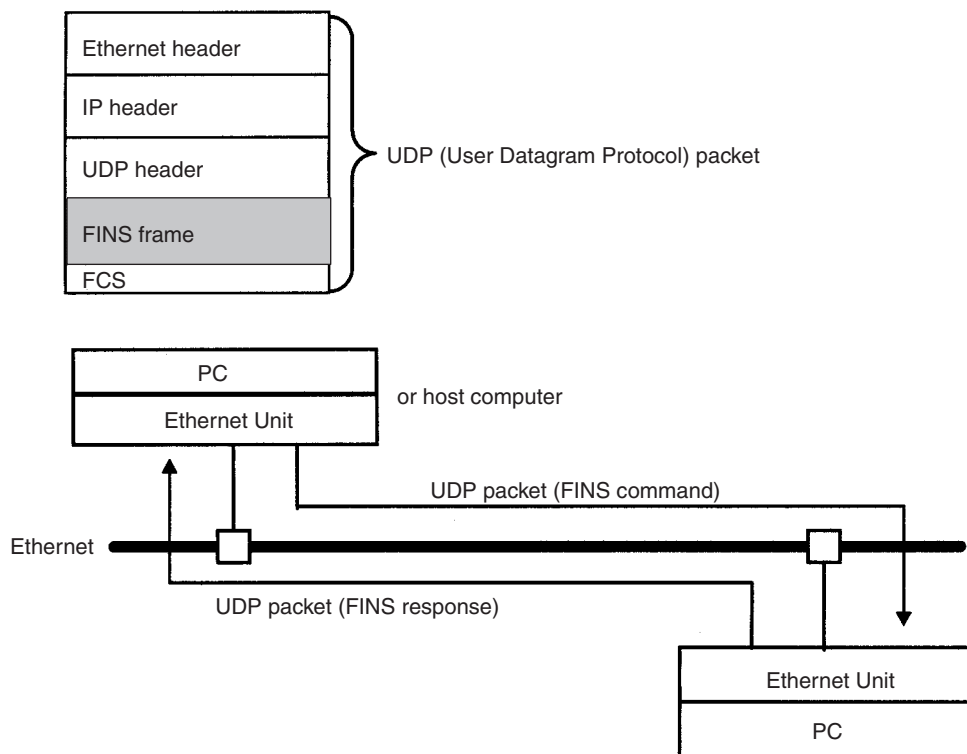 Ethernet header
IP header
UDP header
UDP (User Datagram Protocol) packet
FINS frame
FCS
PC
Ethernet Unit
or host computer
UDP packet (FINS command)
Ethernet
UDP packet (FINS response)
Ethernet Unit
PC